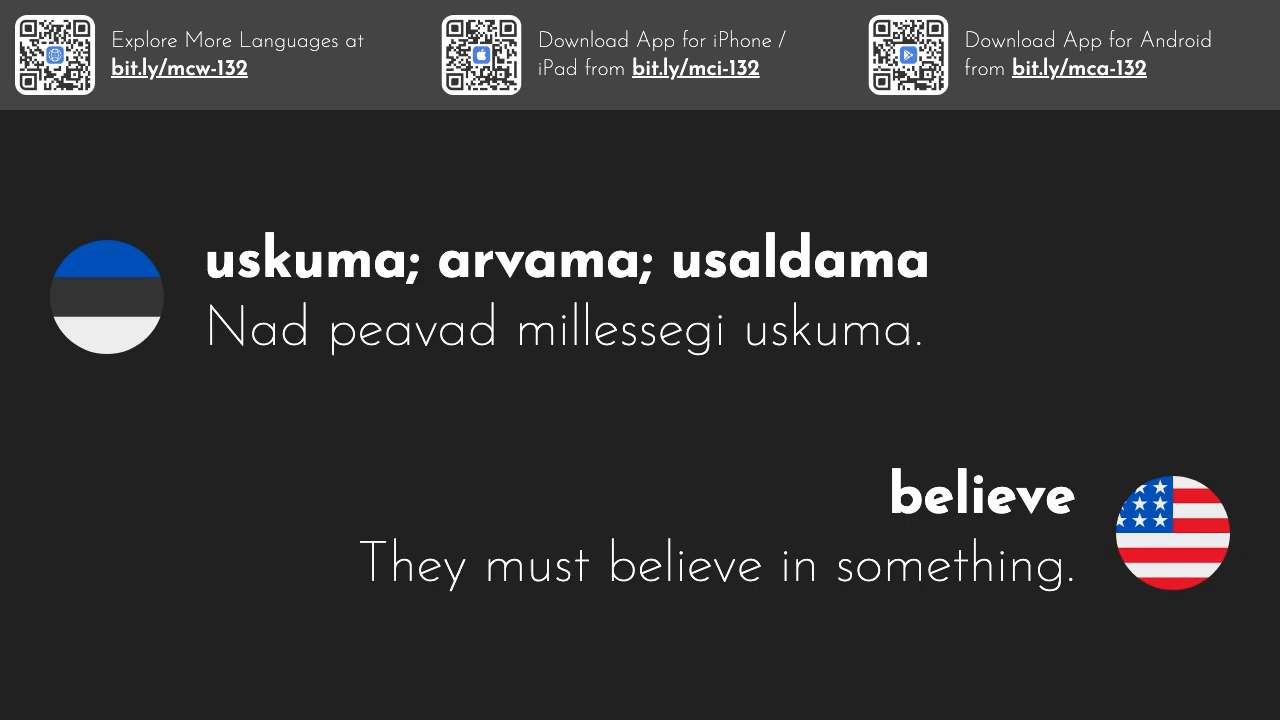 Explore More Languages at
bit.ly/mcw-132
Download App for iPhone /
iPad from bit.ly/mci-132
Download App for Android
from bit.ly/mca-132
uskuma; arvama; usaldama
Nad peavad millessegi uskuma.
believe
They must believe in something.